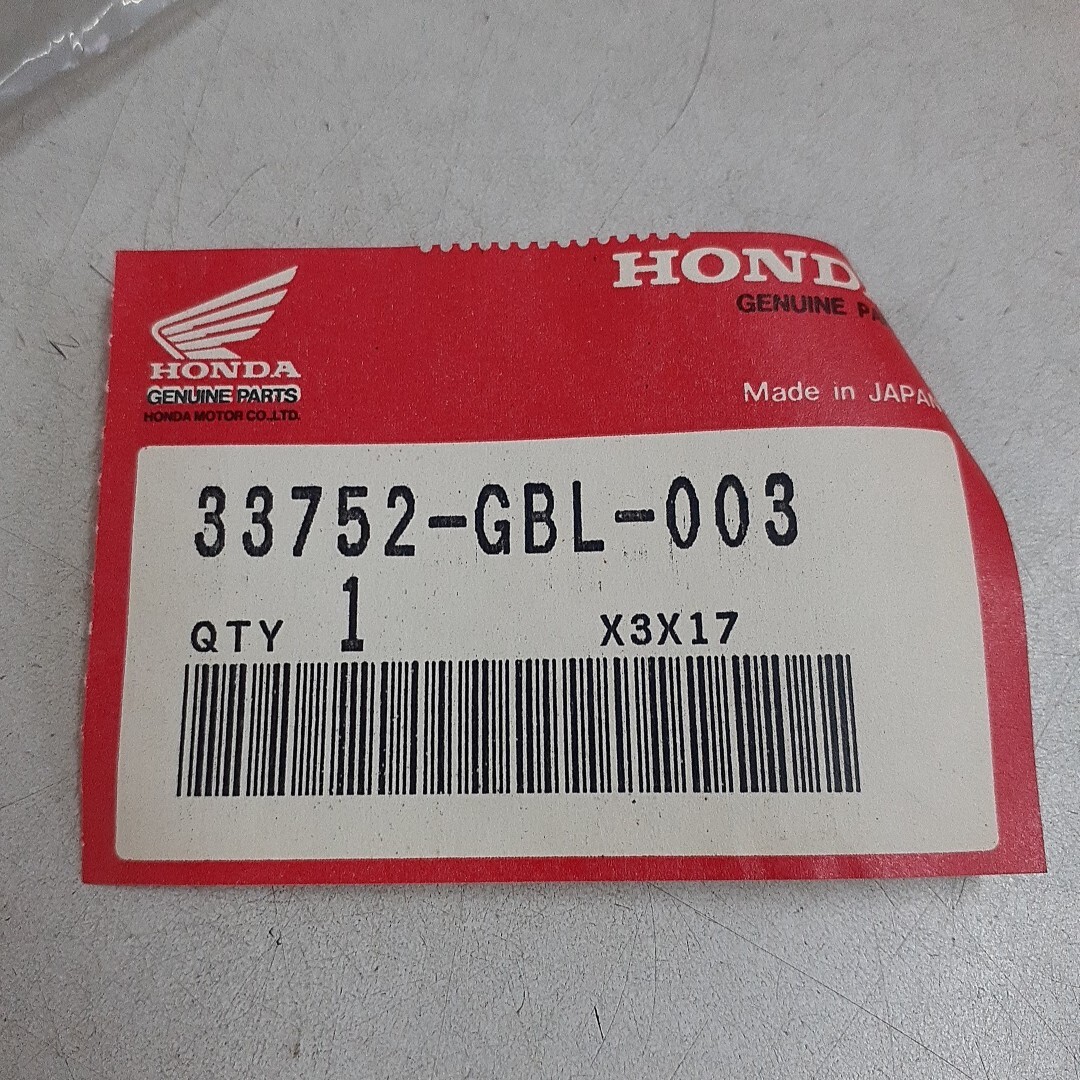 HOND
GENUINE PA
HONDA
GENUINE PARTS
HONDA MOTOR CO.,LTD.
Made in JAPAN
33752-GBL-003
QTY 1 X3X17